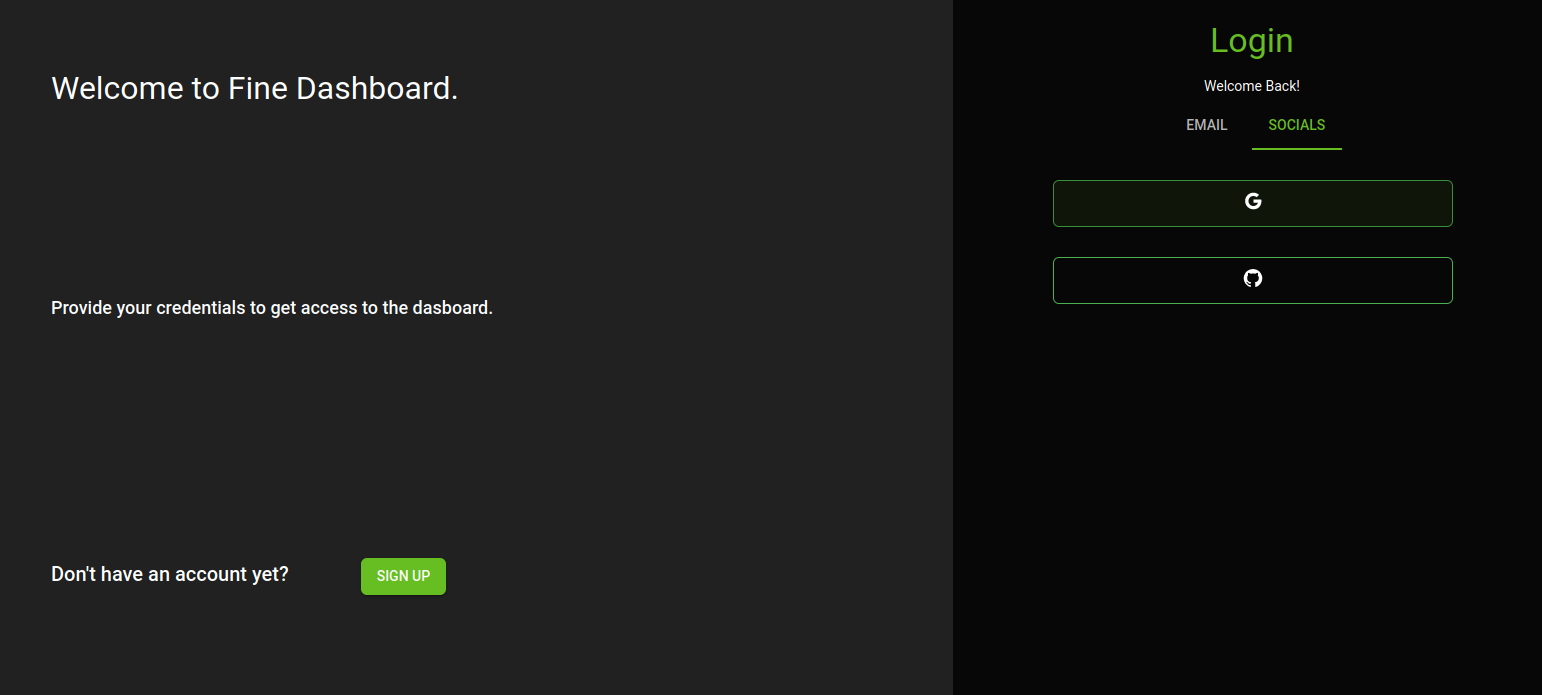 Welcome to Fine Dashboard.
Provide your credentials to get access to the dasboard.
Don't have an account yet?
SIGN UP
Login
Welcome Back!
EMAIL
SOCIALS